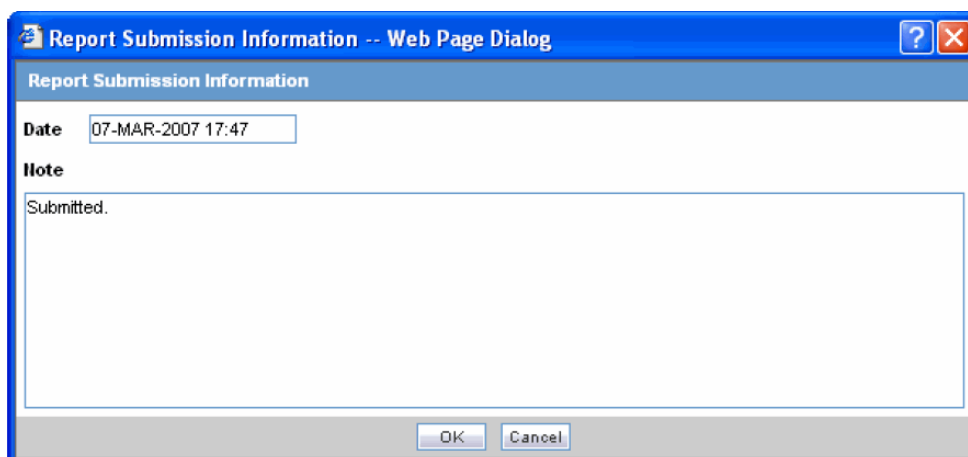 Report Submission Information -- Web Page Dialog
Report Submission Information
Date 07-MAR-2007 17:47
Note
Submitted.
OK Cancel